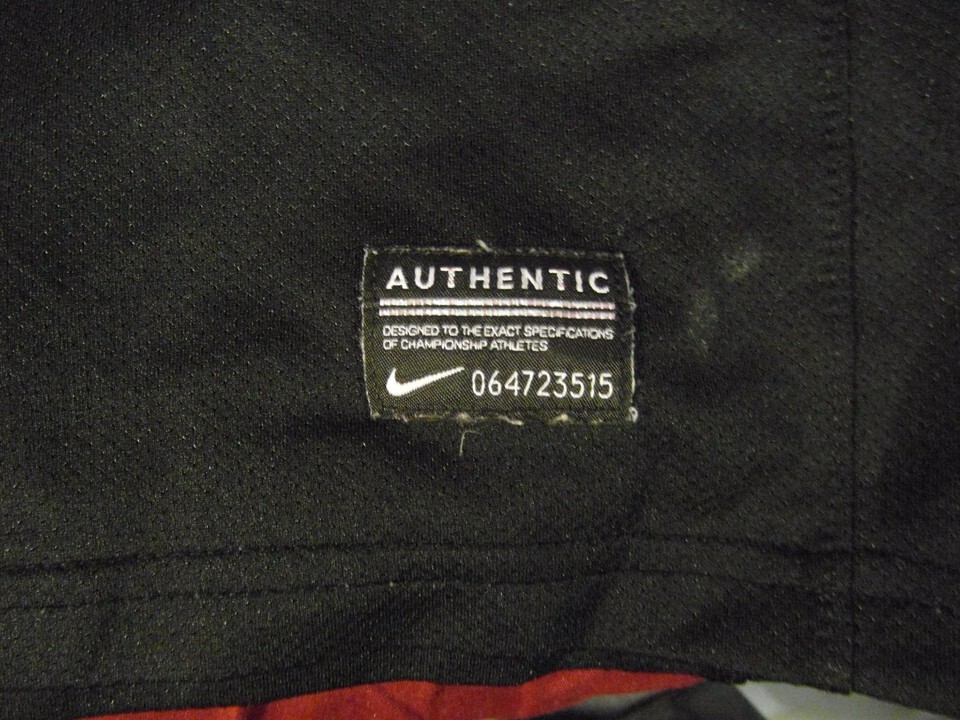 AUTHENTIC
DESIGNED TO THE EXACT SPECIFICATIONS
OF CHAMPIONSHIP ATHLETES
064723515